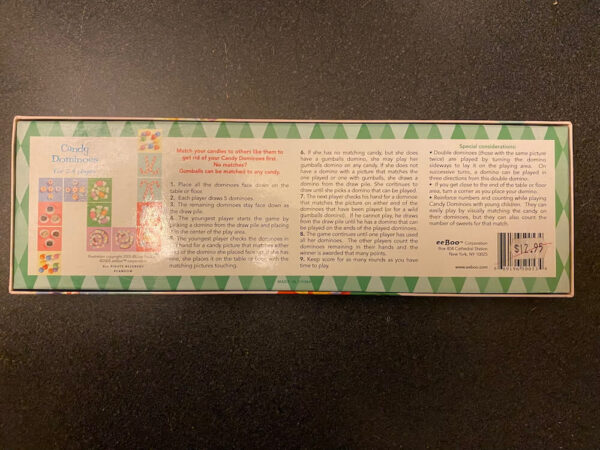 Candy
Dominoes
For 2-4 players
EEBOO CORPORATION
ALL RIGHTS RESERVED
Match your candies to others like them to
get rid of your Candy Dominoes first.
No matches?
Gumballs can be matched to any candy.
1. Place all the dominoes face down on the
table or floor.
2. Each player draws 5 dominoes.
3. The remaining dominoes stay face down as
the draw pile.
4. The youngest player starts the game by
picking a domino from the draw pile and placing
it in the center of the play area.
5. The youngest player checks the dominoes in
hand for a candy picture that matches either
of the domino she placed face up. If she has
one, she places it on the table or floor, with the
matching pictures touching.
6. If she has no matching candy, but she does
have a gumballs domino, she may play her
gumballs domino on any candy. If she does not
have a domino with a picture that matches the
one played or one with gumballs, she draws a
domino from the draw pile. She continues to
draw until she picks a domino that can be played.
7. The next player checks his hand for a domino
that matches the picture on either end of the
dominoes that have been played (or for a wild
gumballs domino). If he cannot play, he draws
from the draw pile until he has a domino that can
be played on the ends of the played dominoes.
8. The game continues until one player has used
all her dominoes. The other players count the
dominoes remaining in their hands and the
winner is awarded that many points.
9. Keep score for as many rounds as you have
time to play.
MADE IN CHINA
Special considerations:
• Double dominoes (those with the same picture
twice) are played by turning the domino
sideways to lay it on the playing area. On
successive turns, a domino can be played in
three directions from this double domino.
• If you get close to the end of the table or floor
area, turn a corner as you place your domino.
• Reinforce numbers and counting while playing
Candy Dominoes with young children. They can
easily play by visually matching the candy on
their dominoes, but they can also count the
number of sweets for that match.
eeBoo Corporation
Box 806 Cathedral Station
New York, NY 10025
www.eeboo.com
$12.95